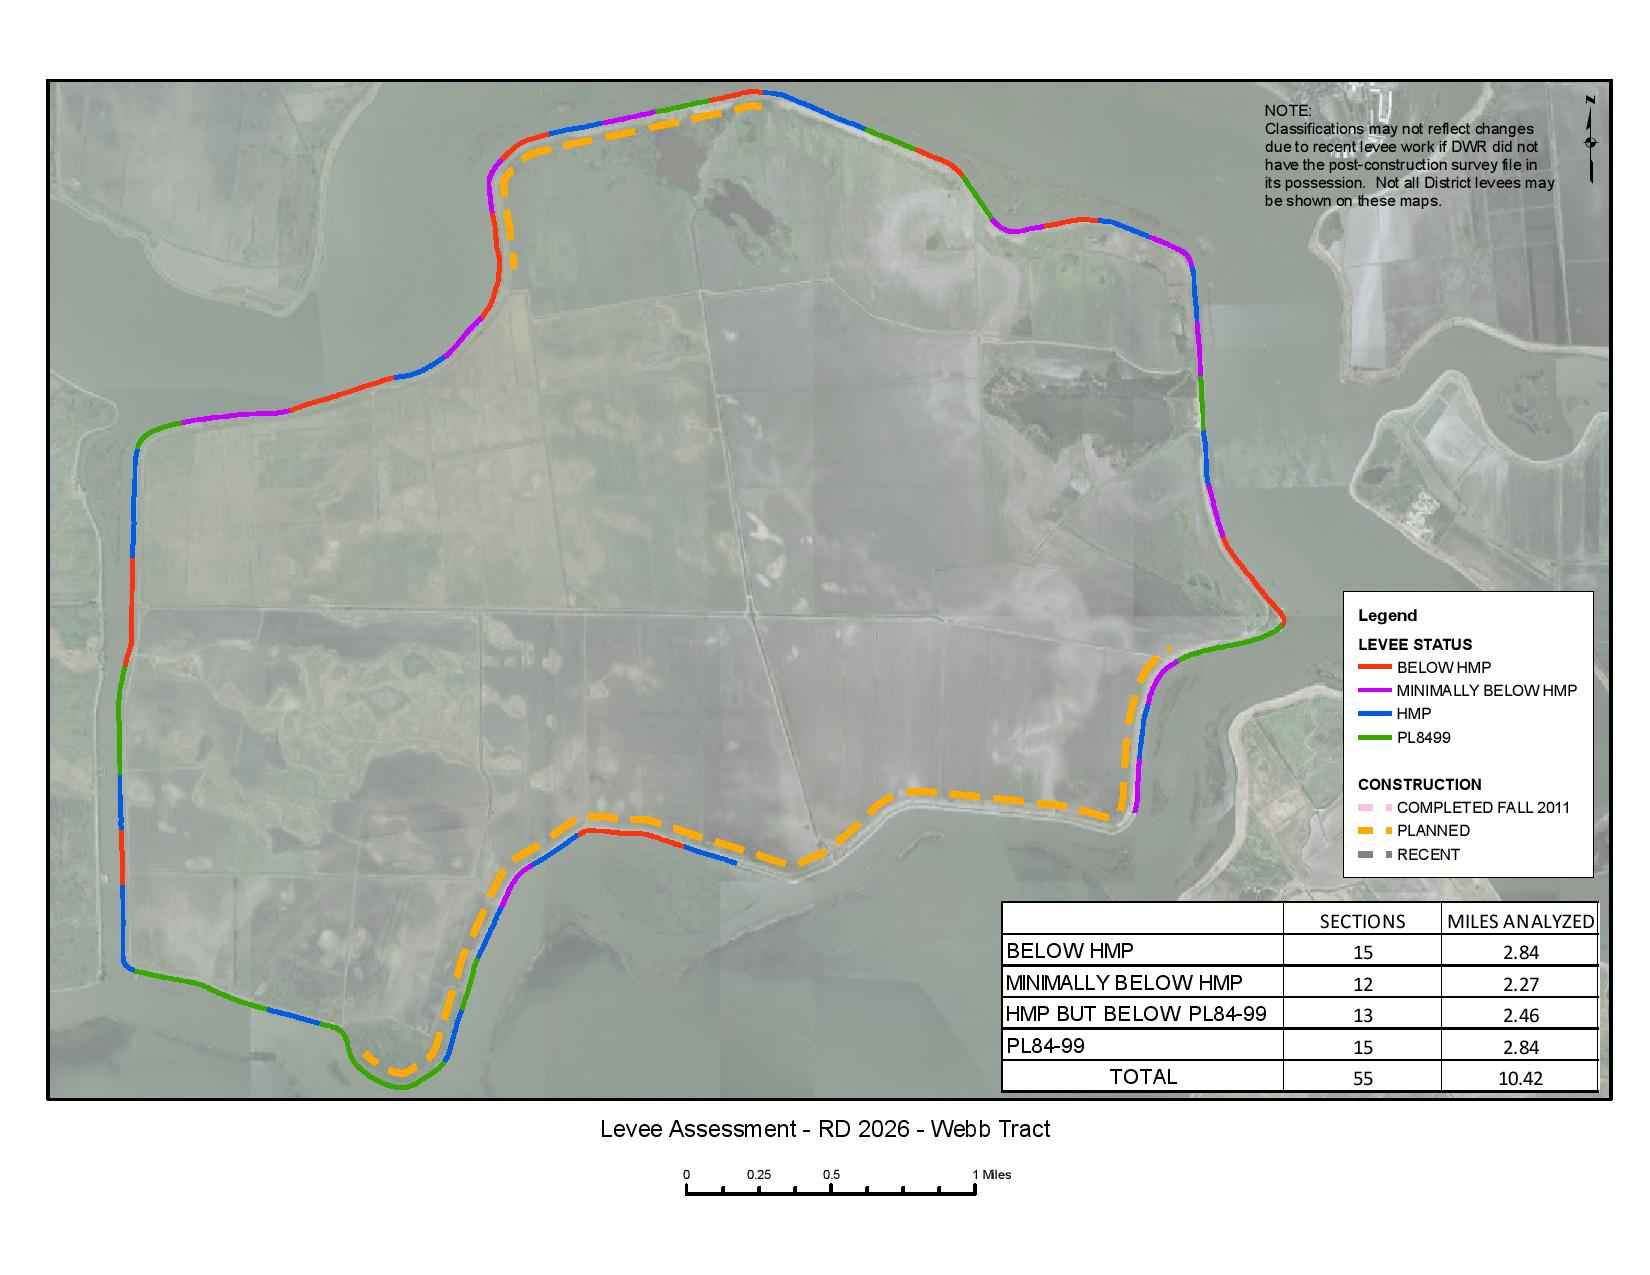 NOTE:
Classifications may not reflect changes
due to recent levee work if DWR did not
have the post-construction survey file in
its possession.  Not all District levees may
be shown on these maps.
Z
Legend
LEVEE STATUS
BELOW HMP
MINIMALLY BELOW HMP
HMP
PL8499
CONSTRUCTION
COMPLETED FALL 2011
PLANNED
RECENT
SECTIONS MILES ANALYZED
BELOW HMP 15 2.84
MINIMALLY BELOW HMP 12 2.27
HMP BUT BELOW PL84-99 13 2.46
PL84-99 15 2.84
TOTAL 55 10.42
Levee Assessment - RD 2026 - Webb Tract
0 0.25 0.5 1 Miles